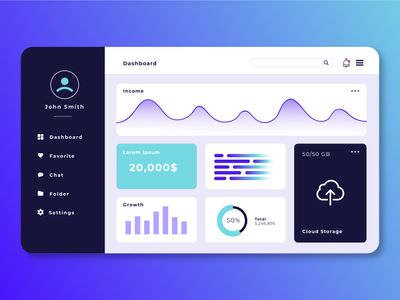 John Smith
Dashboard
Favorite
Chat
Folder
Settings
Dashboard
Income
Lorem Ipsum
20,000$
50/50 GB
Cloud Storage
Growth
50%
Total
3.246.895